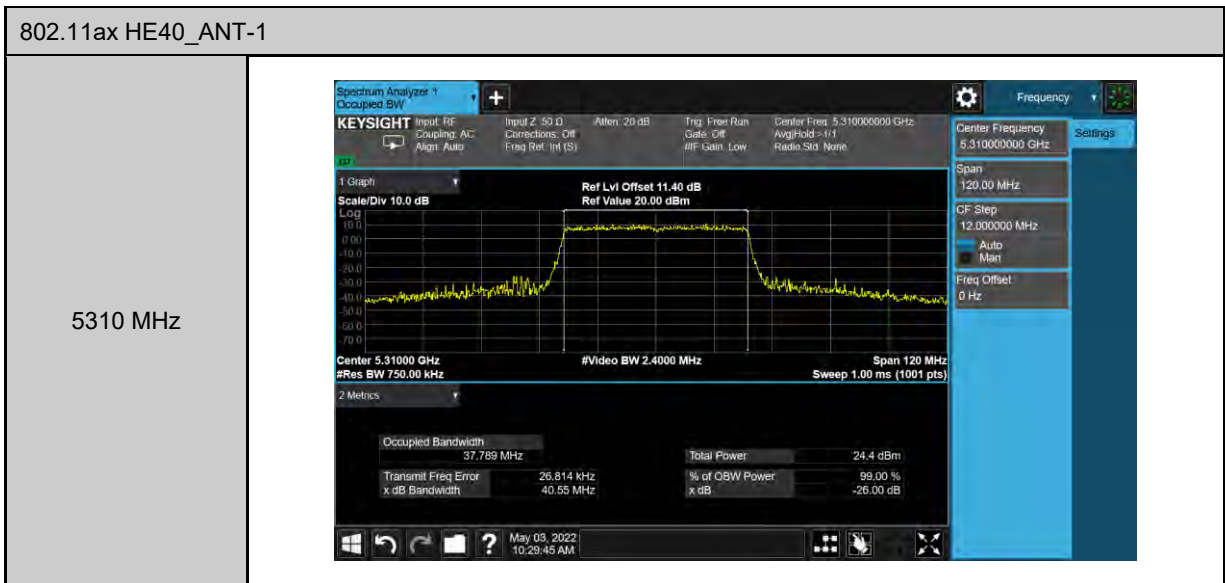 802.11ax HE40_ANT-1
5310 MHz
Spectrum Analyzer 1
Occupied BW
Frequency
KEYSIGHT
Input: RF
Coupling: AC
Align: Auto
Input Z: 50 Ω
Corrections: Off
Freq Ref: Int (S)
Atten: 20 dB
Trig: Free Run
Gate: Off
#IF Gain: Low
Center Freq: 5.310000000 GHz
Avg|Hold:>1/1
Radio Std: None
Center Frequency
5.310000000 GHz
Settings
Span
120.00 MHz
CF Step
12.000000 MHz
Auto
Man
Freq Offset
0 Hz
1 Graph
Scale/Div 10.0 dB
Ref Lvl Offset 11.40 dB
Ref Value 20.00 dBm
Log
10.0
0.00
-10.0
-20.0
-30.0
-40.0
-50.0
-60.0
-70.0
Center 5.31000 GHz
#Res BW 750.00 kHz
#Video BW 2.4000 MHz
Span 120 MHz
Sweep 1.00 ms (1001 pts)
2 Metrics
Occupied Bandwidth
37.789 MHz
Transmit Freq Error 26.814 kHz
x dB Bandwidth 40.55 MHz
Total Power 24.4 dBm
% of OBW Power 99.00 %
x dB -26.00 dB
?
May 03, 2022
10:29:45 AM